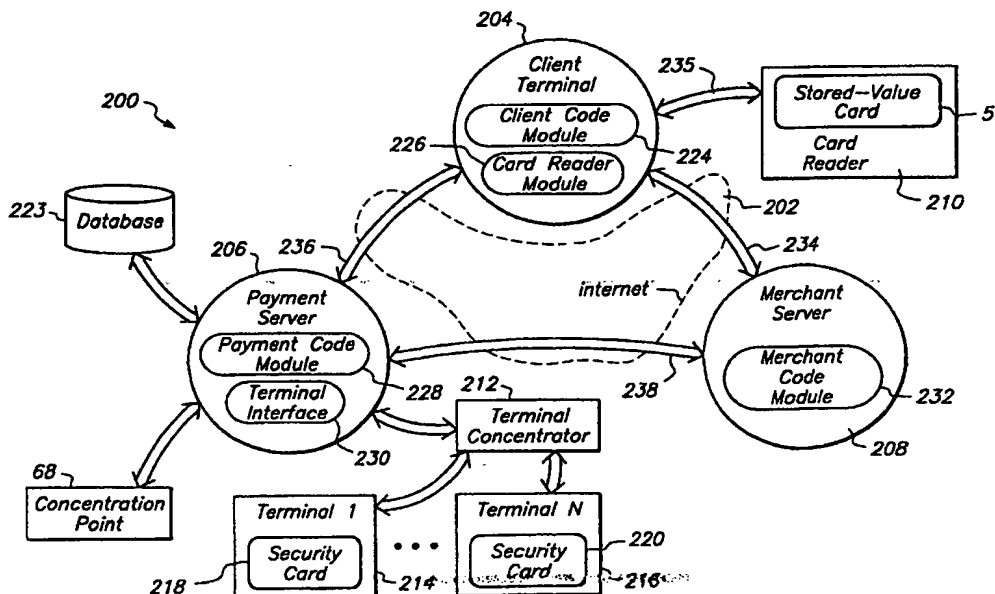 204
Client
Terminal
Client Code
Module
226
Card Reader
Module
224
235
Stored-Value
Card
5
Card
Reader
210
200
202
223
Database
236
234
206
internet
Payment
Server
Payment Code
Module
Terminal
Interface
228
230
Merchant
Server
Merchant
Code
Module
232
208
238
212
Terminal
Concentrator
68
Concentration
Point
Terminal 1
Security
Card
218
214
Terminal N
Security
Card
220
216